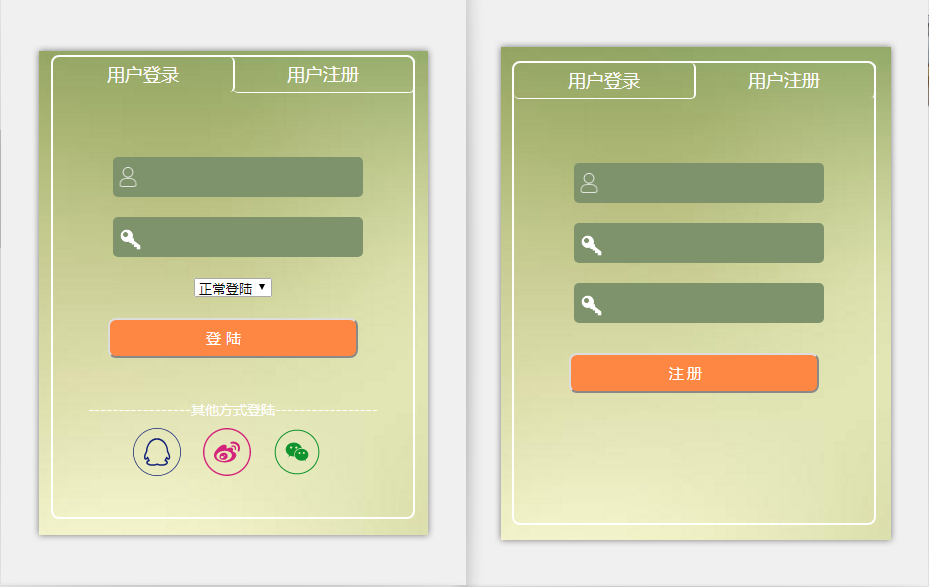 用户登录 用户注册
正常登陆
登 陆
其他方式登陆
用户登录 用户注册
注 册